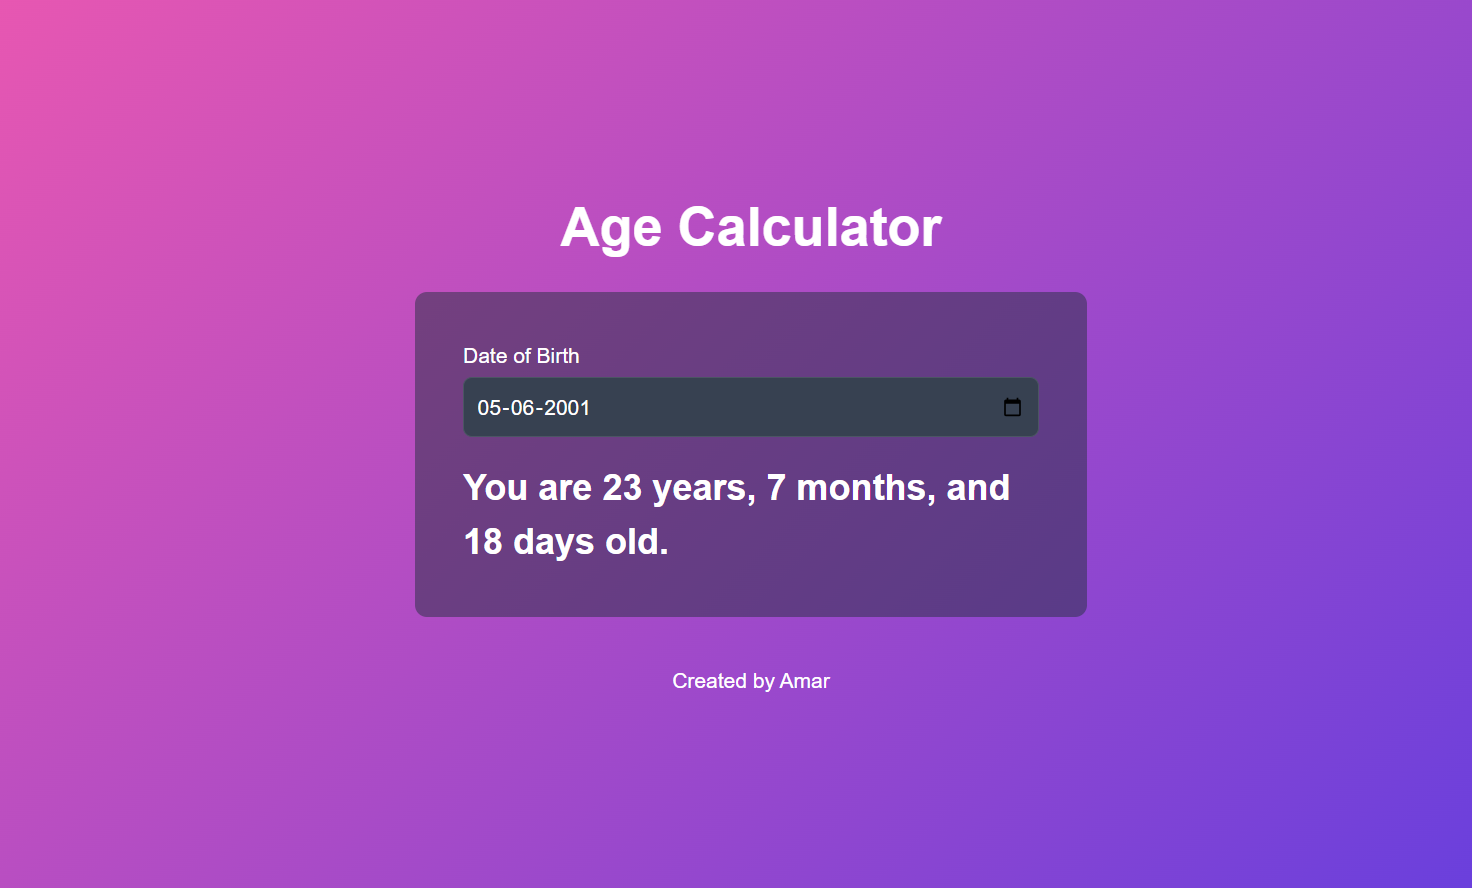 Age Calculator
Date of Birth
05-06-2001
You are 23 years, 7 months, and
18 days old.
Created by Amar